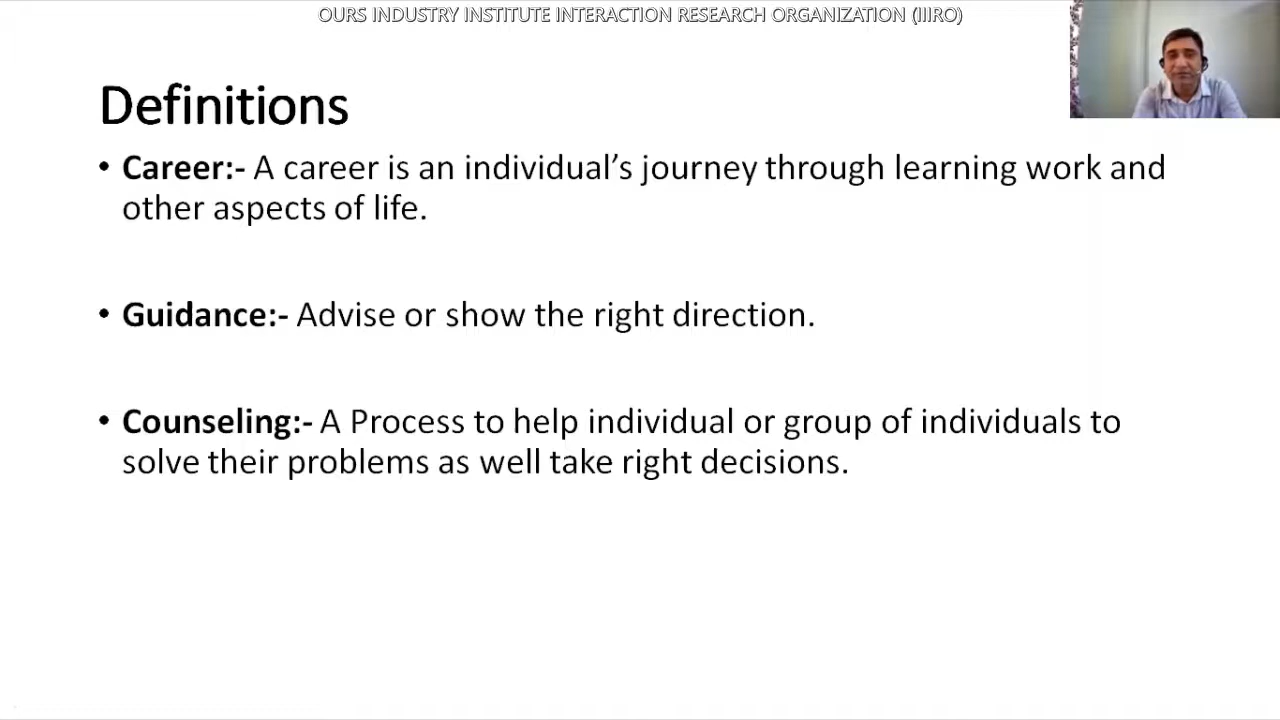 OURS INDUSTRY INSTITUTE INTERACTION RESEARCH ORGANIZATION (IIIRO)
Definitions
• Career:- A career is an individual’s journey through learning work and
other aspects of life.
• Guidance:- Advise or show the right direction.
• Counseling:- A Process to help individual or group of individuals to
solve their problems as well take right decisions.